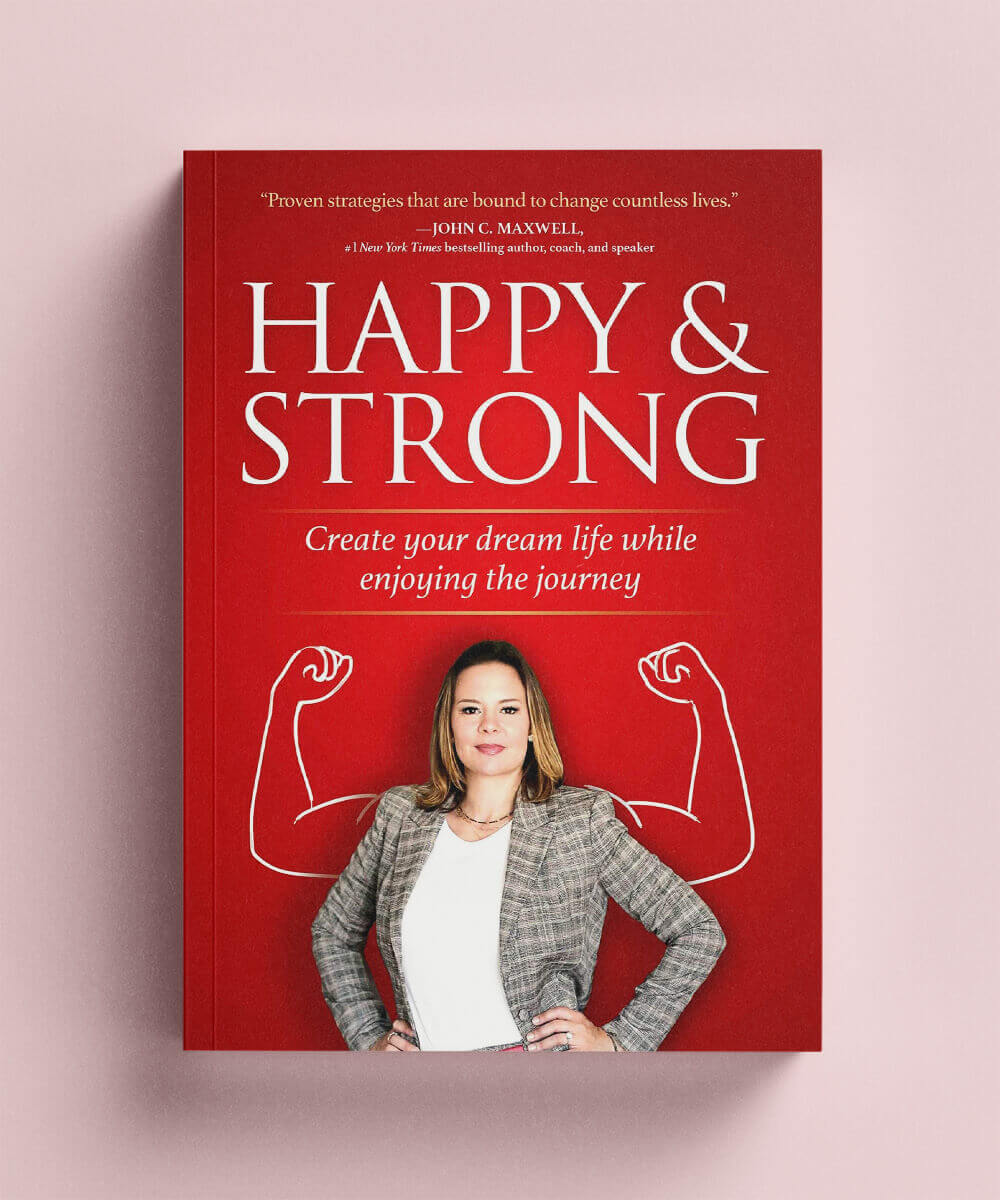 “Proven strategies that are bound to change countless lives.”
—JOHN C. MAXWELL,
#1 New York Times bestselling author, coach, and speaker
HAPPY &
STRONG
Create your dream life while
enjoying the journey